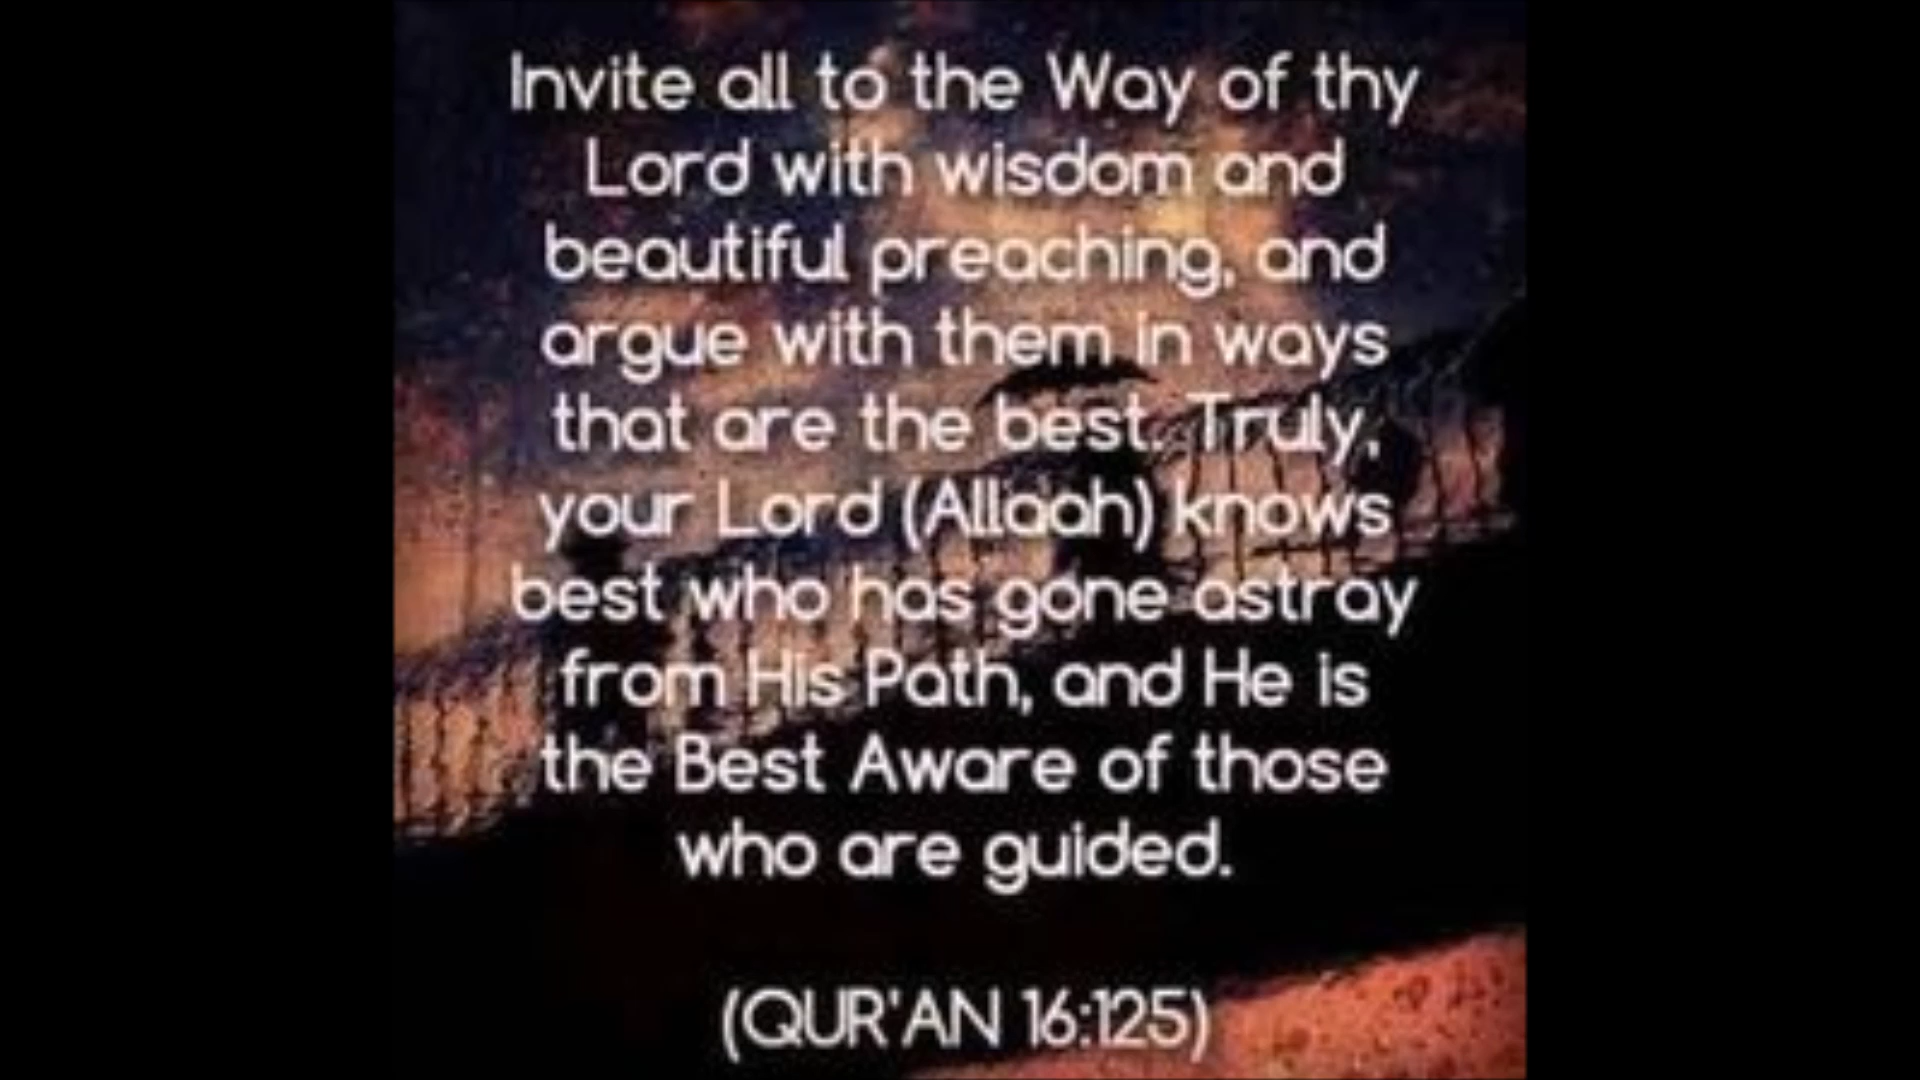 Invite all to the Way of thy
Lord with wisdom and
beautiful preaching, and
argue with them in ways
that are the best. Truly,
your Lord (Allaah) knows
best who has gone astray
from His Path, and He is
the Best Aware of those
who are guided.
(QUR'AN 16:125)